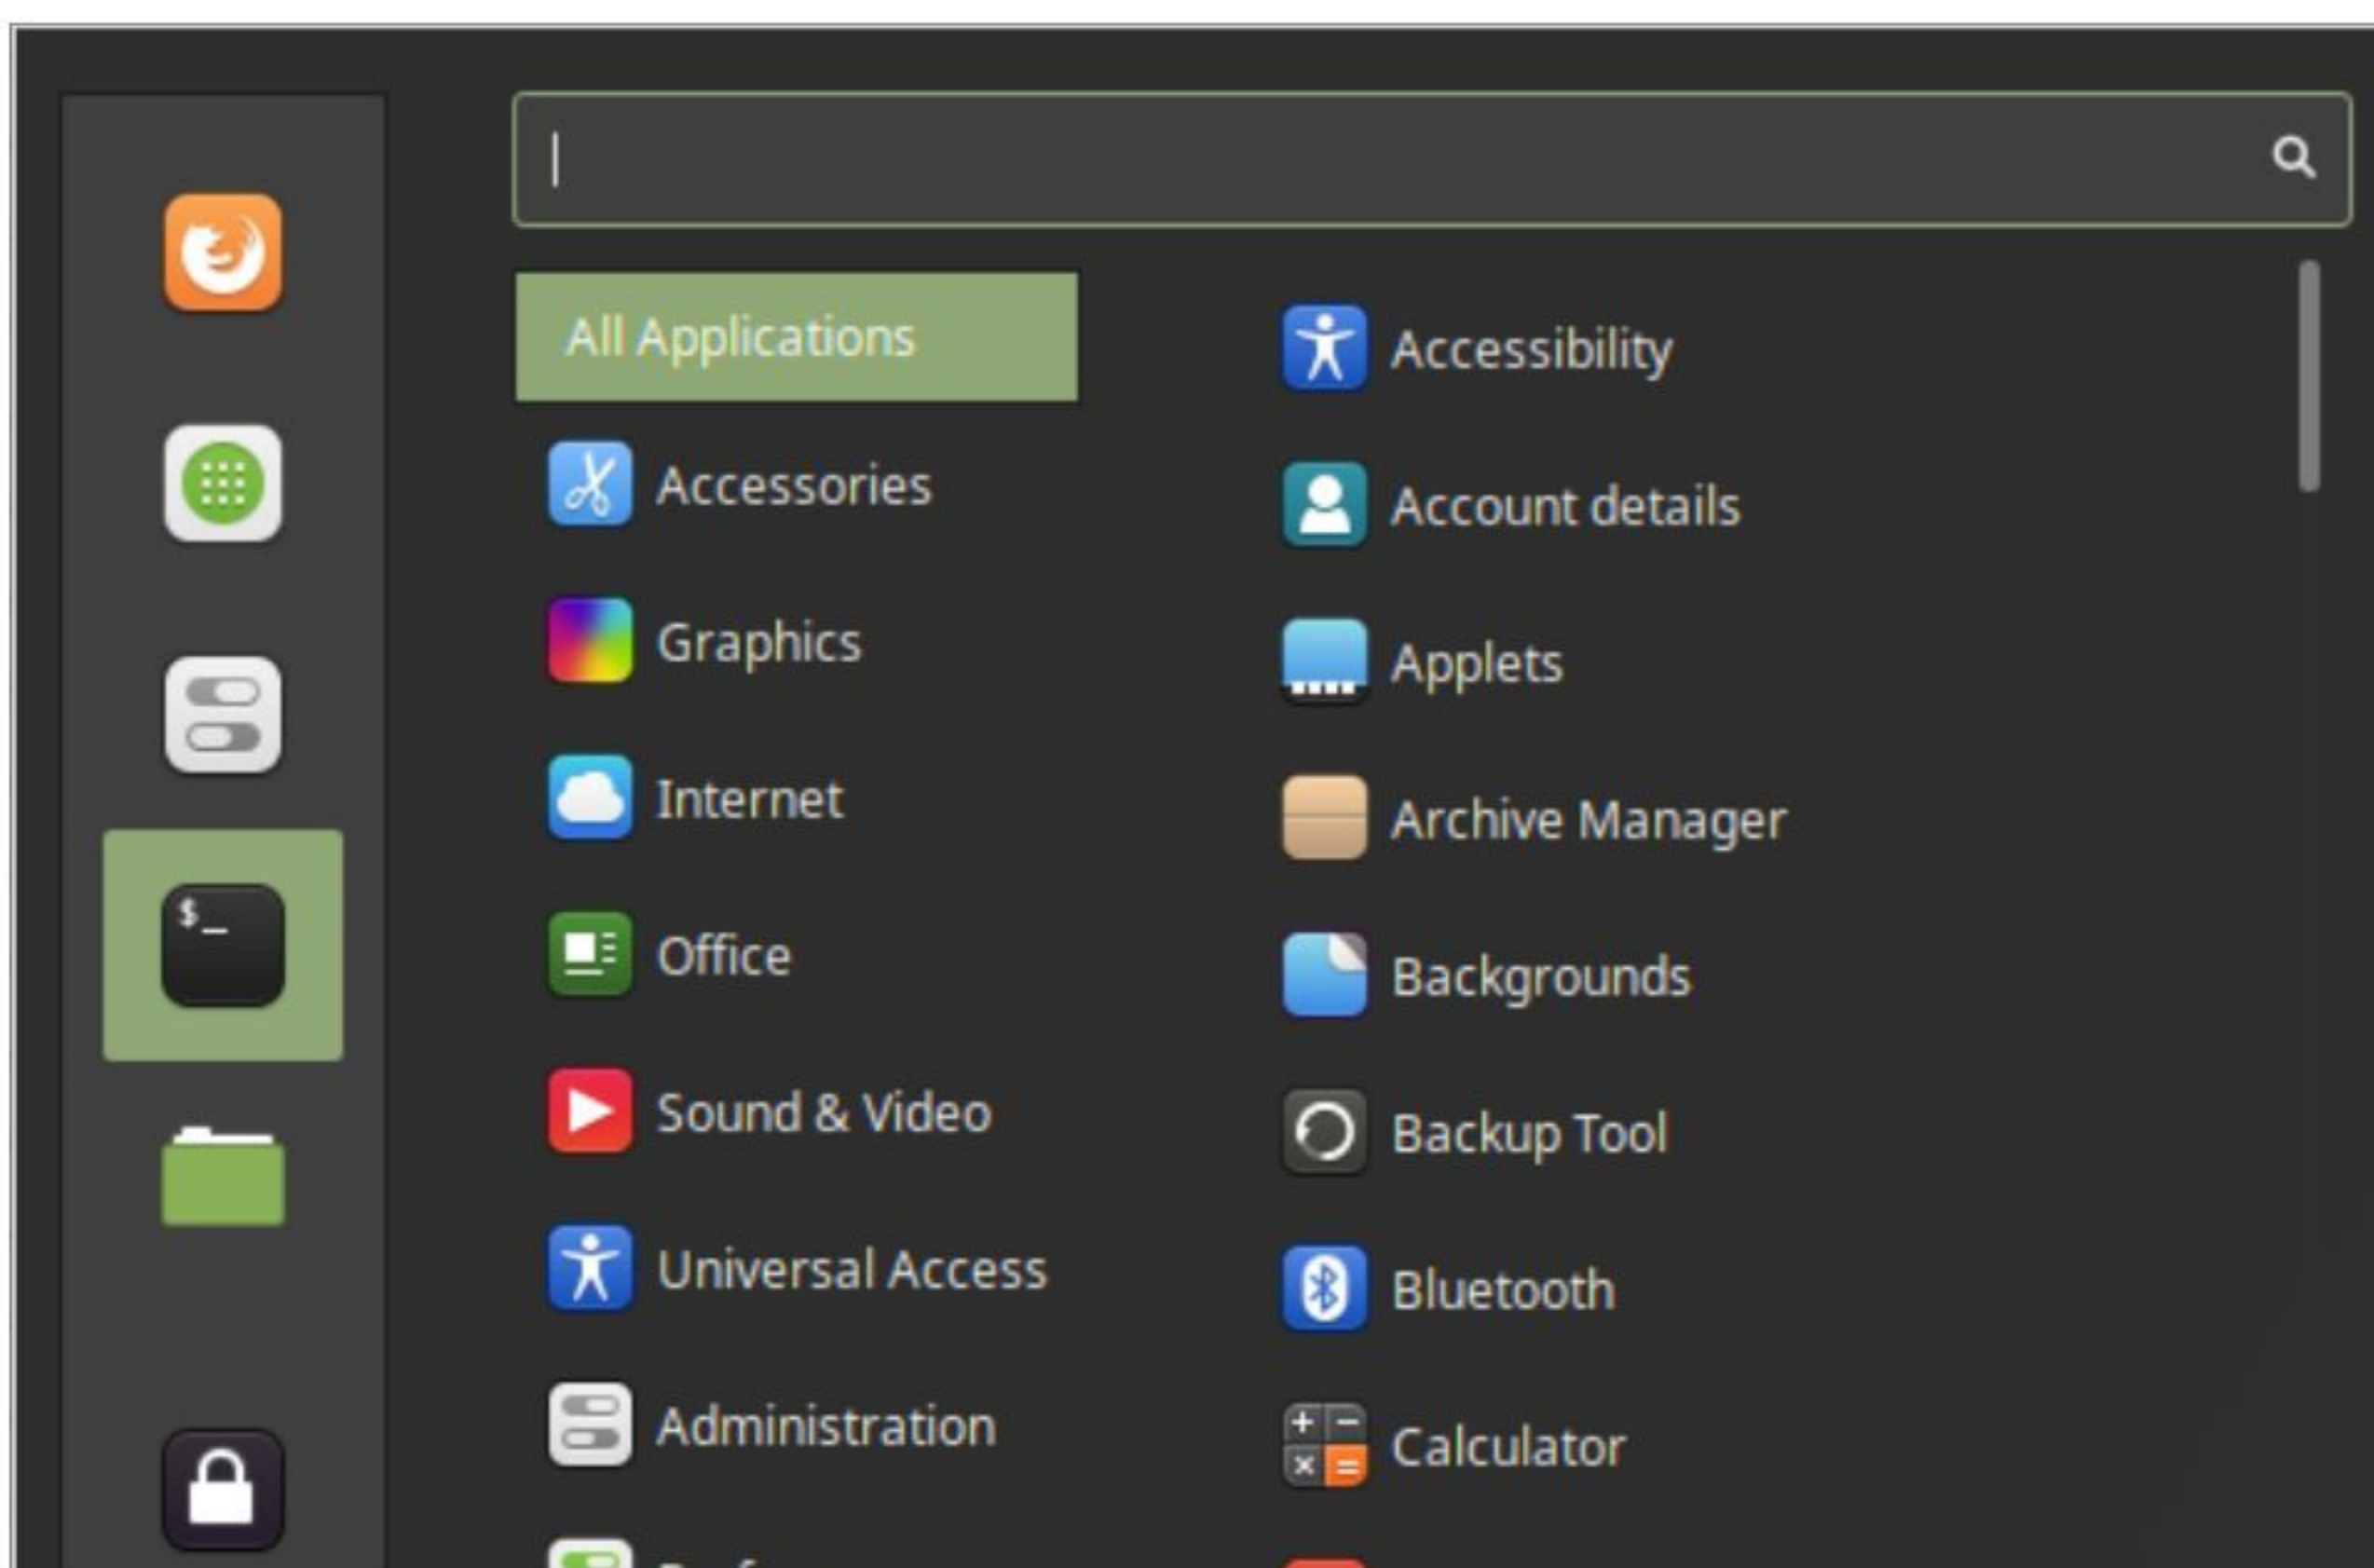 $_
All Applications
Accessories
Graphics
Internet
Office
Sound & Video
Universal Access
Administration
Accessibility
Account details
Applets
Archive Manager
Backgrounds
Backup Tool
Bluetooth
Calculator